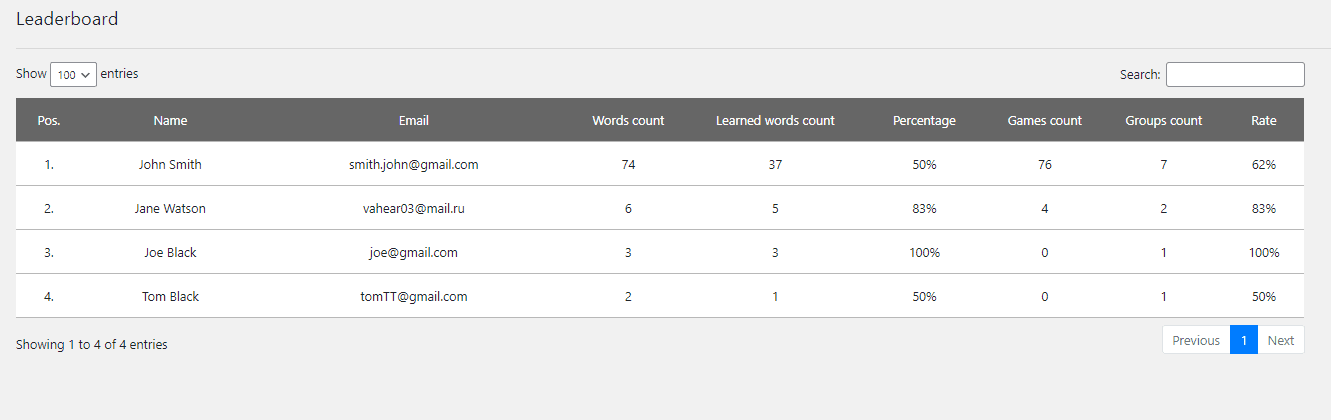 Leaderboard
Show 100 entries Search:
Pos. Name Email Words count Learned words count Percentage Games count Groups count Rate
1. John Smith smith.john@gmail.com 74 37 50% 76 7 62%
2. Jane Watson vahear03@mail.ru 6 5 83% 4 2 83%
3. Joe Black joe@gmail.com 3 3 100% 0 1 100%
4. Tom Black tomTT@gmail.com 2 1 50% 0 1 50%
Showing 1 to 4 of 4 entries Previous 1 Next